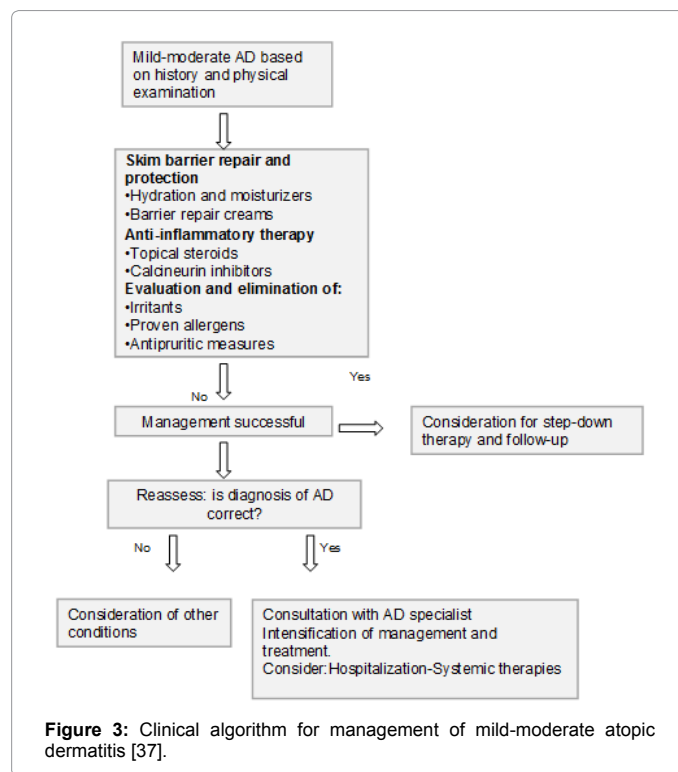 Mild-moderate AD based
on history and physical
examination
Skim barrier repair and
protection
•Hydration and moisturizers
•Barrier repair creams
Anti-inflammatory therapy
•Topical steroids
•Calcineurin inhibitors
Evaluation and elimination of:
•Irritants
•Proven allergens
•Antipruritic measures
Yes
No
Management successful
Consideration for step-down
therapy and follow-up
Reassess: is diagnosis of AD
correct?
No
Yes
Consideration of other
conditions
Consultation with AD specialist
Intensification of management and
treatment.
Consider:Hospitalization-Systemic therapies
Figure 3: Clinical algorithm for management of mild-moderate atopic
dermatitis [37].